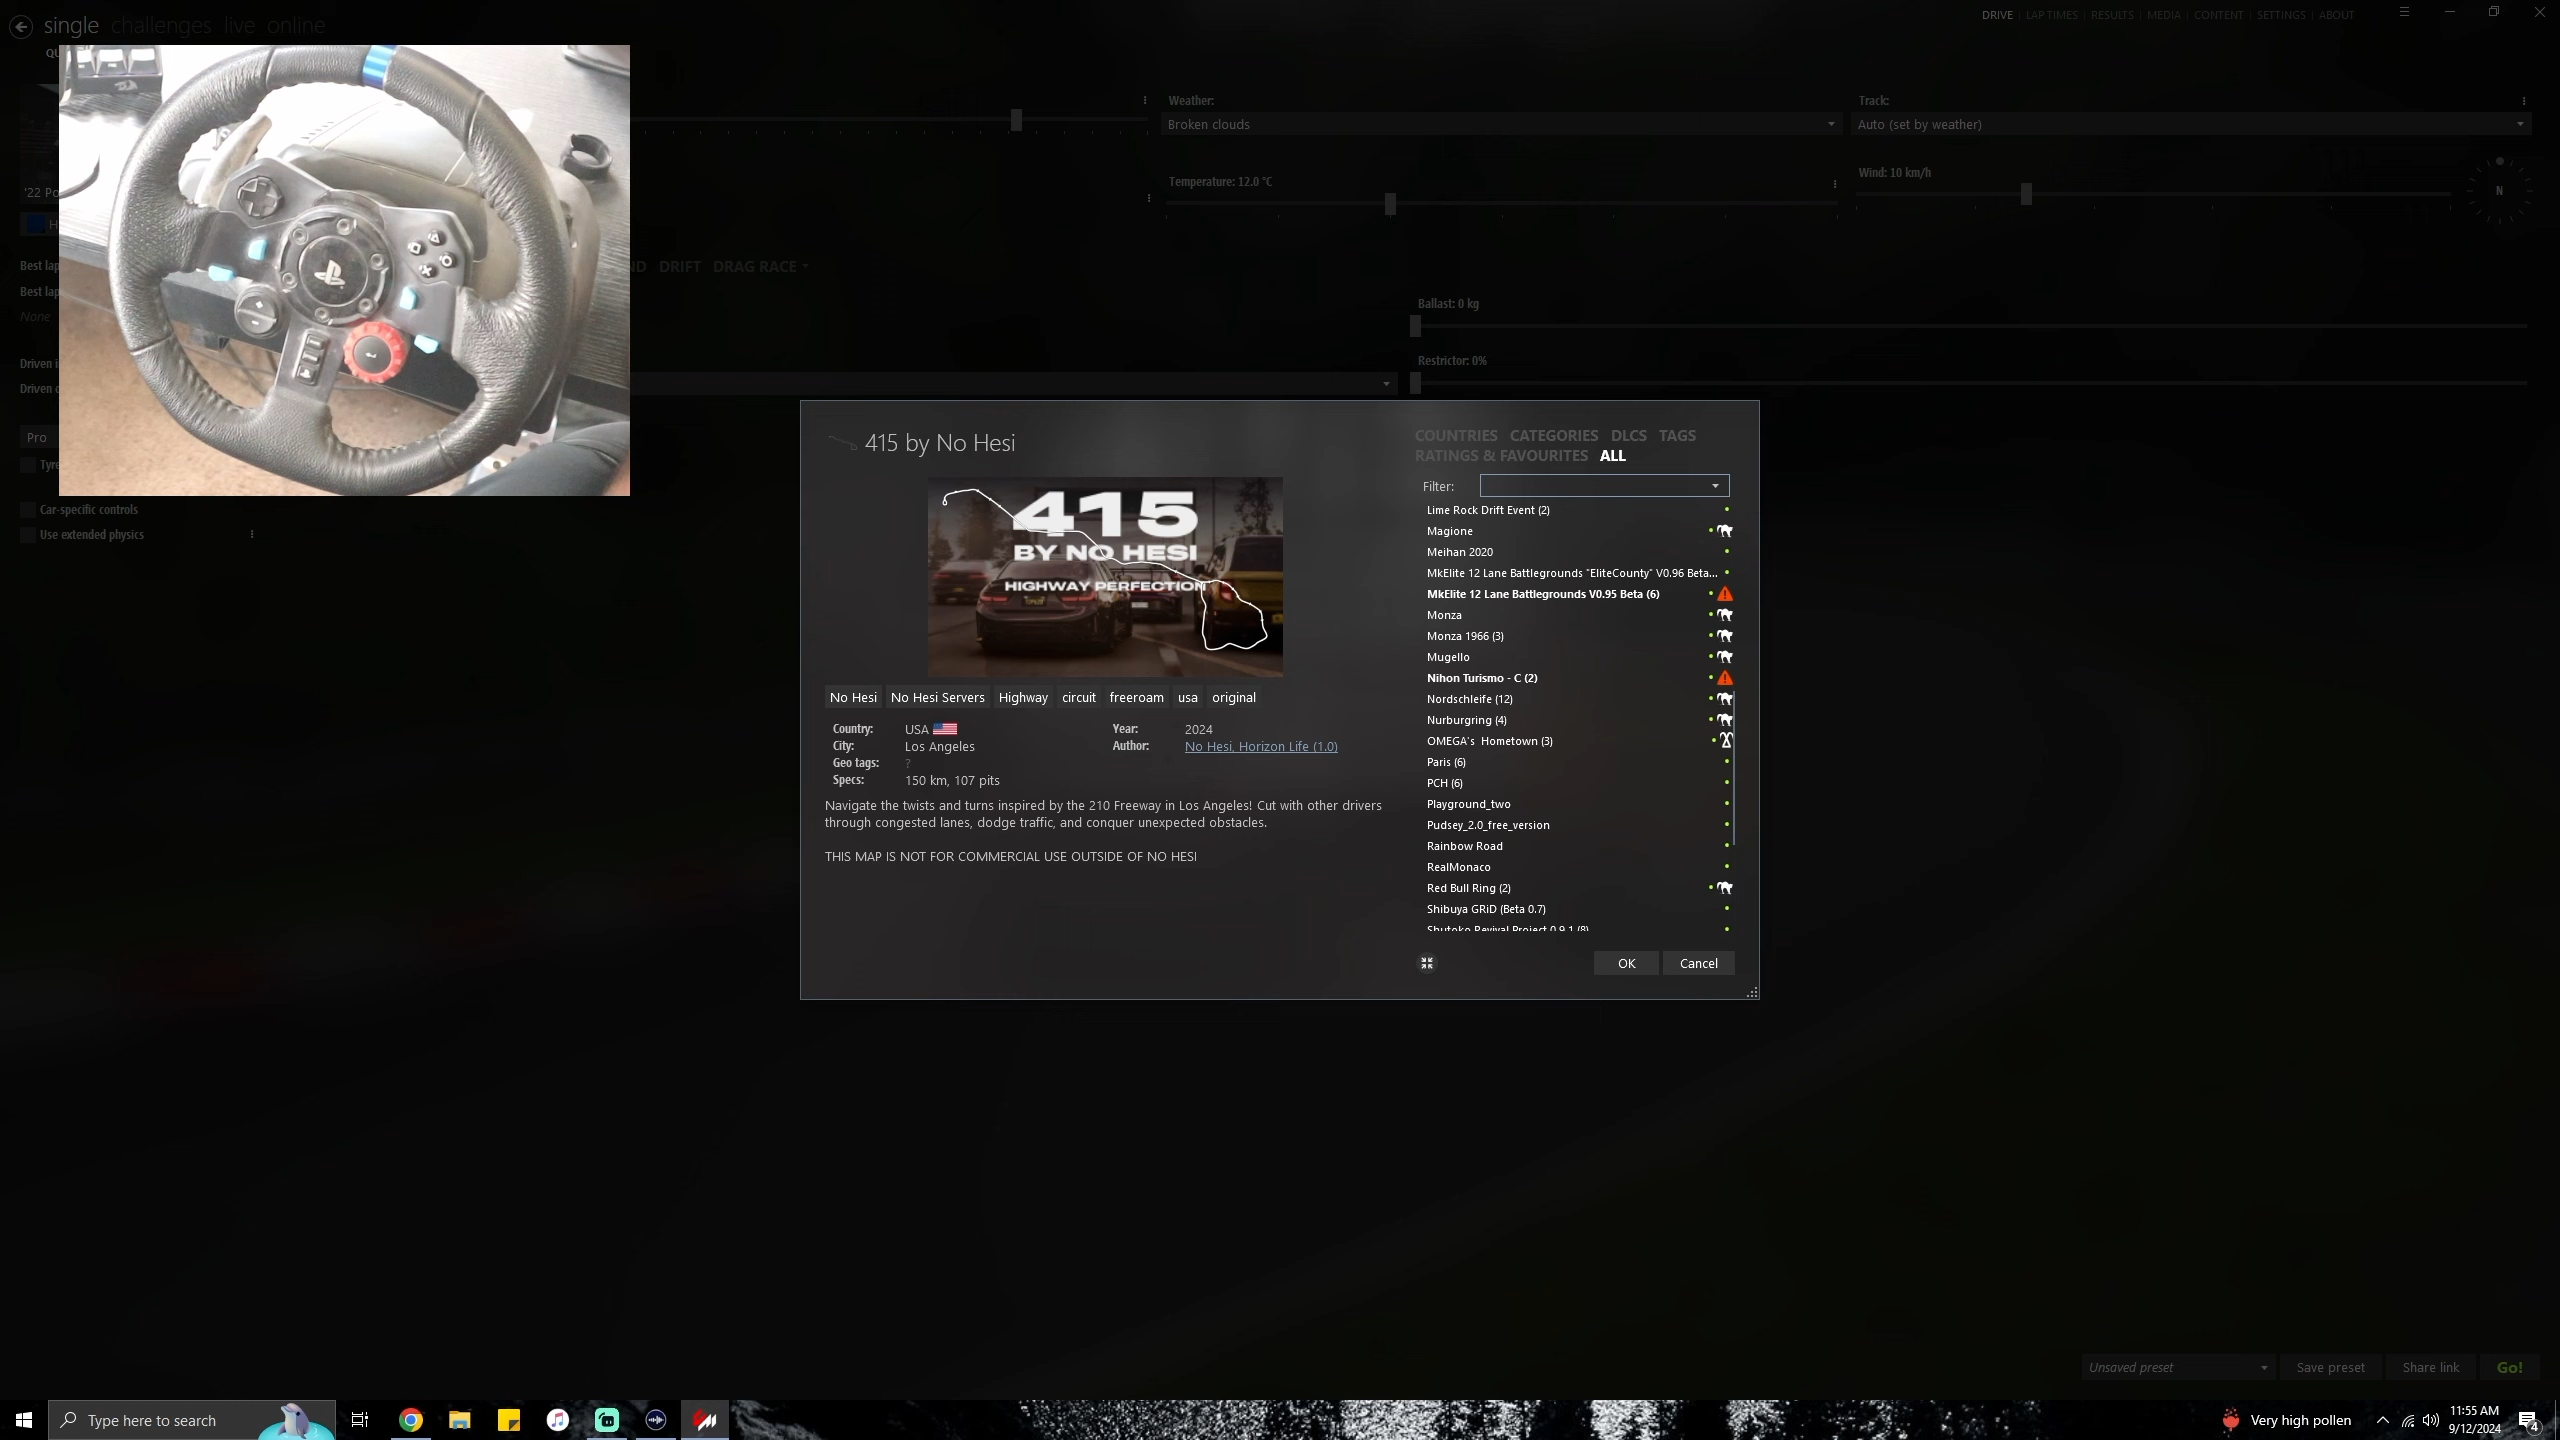 single challenges live online
DRIVE | LAP TIMES | RESULTS | MEDIA | CONTENT | SETTINGS | ABOUT
QU
Weather:
Broken clouds
Track:
Auto (set by weather)
Temperature: 12.0 °C
Wind: 10 km/h
N
'22 Po
H
Best lap
Best lap
None
ND DRIFT DRAG RACE
Ballast: 0 kg
Restrictor: 0%
Driven i
Driven o
Pro
Tyre
Car-specific controls
Use extended physics
415 by No Hesi
415
BY NO HESI
HIGHWAY PERFECTION
No Hesi No Hesi Servers Highway circuit freeroam usa original
Country: USA
Year: 2024
City: Los Angeles
Author: No Hesi, Horizon Life (1.0)
Geo tags: ?
Specs: 150 km, 107 pits
Navigate the twists and turns inspired by the 210 Freeway in Los Angeles! Cut with other drivers
through congested lanes, dodge traffic, and conquer unexpected obstacles.
THIS MAP IS NOT FOR COMMERCIAL USE OUTSIDE OF NO HESI
COUNTRIES CATEGORIES DLCS TAGS
RATINGS & FAVOURITES ALL
Filter:
Lime Rock Drift Event (2)
Magione
Meihan 2020
MkElite 12 Lane Battlegrounds "EliteCounty" V0.96 Beta...
MkElite 12 Lane Battlegrounds V0.95 Beta (6)
Monza
Monza 1966 (3)
Mugello
Nihon Turismo - C (2)
Nordschleife (12)
Nurburgring (4)
OMEGA's Hometown (3)
Paris (6)
PCH (6)
Playground_two
Pudsey_2.0_free_version
Rainbow Road
RealMonaco
Red Bull Ring (2)
Shibuya GRiD (Beta 0.7)
Shutoko Revival Project 0.9.1 (8)
OK Cancel
Unsaved preset Save preset Share link Go!
Type here to search
Very high pollen
11:55 AM
9/12/2024
4